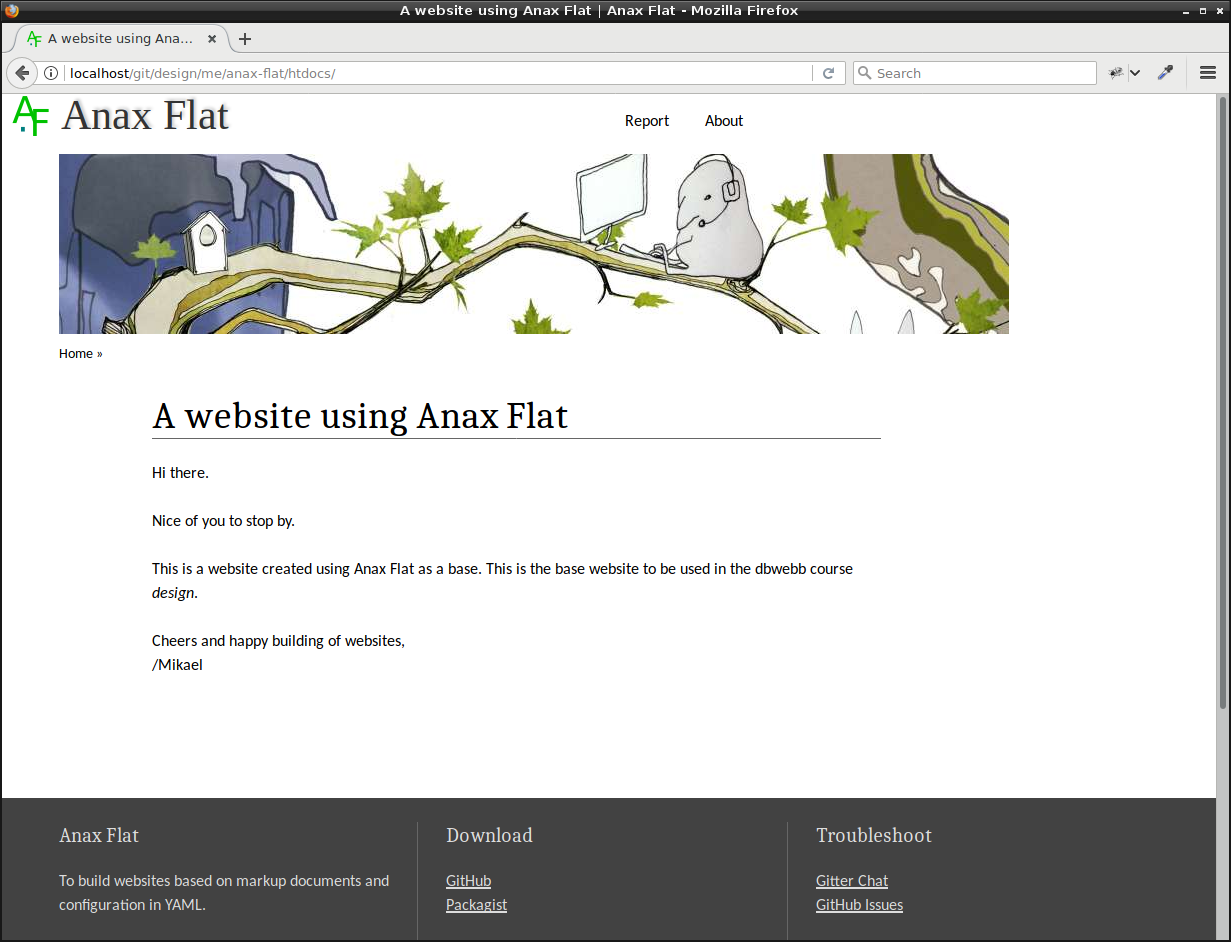 A website using Anax Flat | Anax Flat - Mozilla Firefox
A website using Ana...
localhost/git/design/me/anax-flat/htdocs/
Search
AF Anax Flat
Report About
Home »
A website using Anax Flat
Hi there.
Nice of you to stop by.
This is a website created using Anax Flat as a base. This is the base website to be used in the dbwebb course
design.
Cheers and happy building of websites,
/Mikael
Anax Flat
To build websites based on markup documents and
configuration in YAML.
Download
GitHub
Packagist
Troubleshoot
Gitter Chat
GitHub Issues